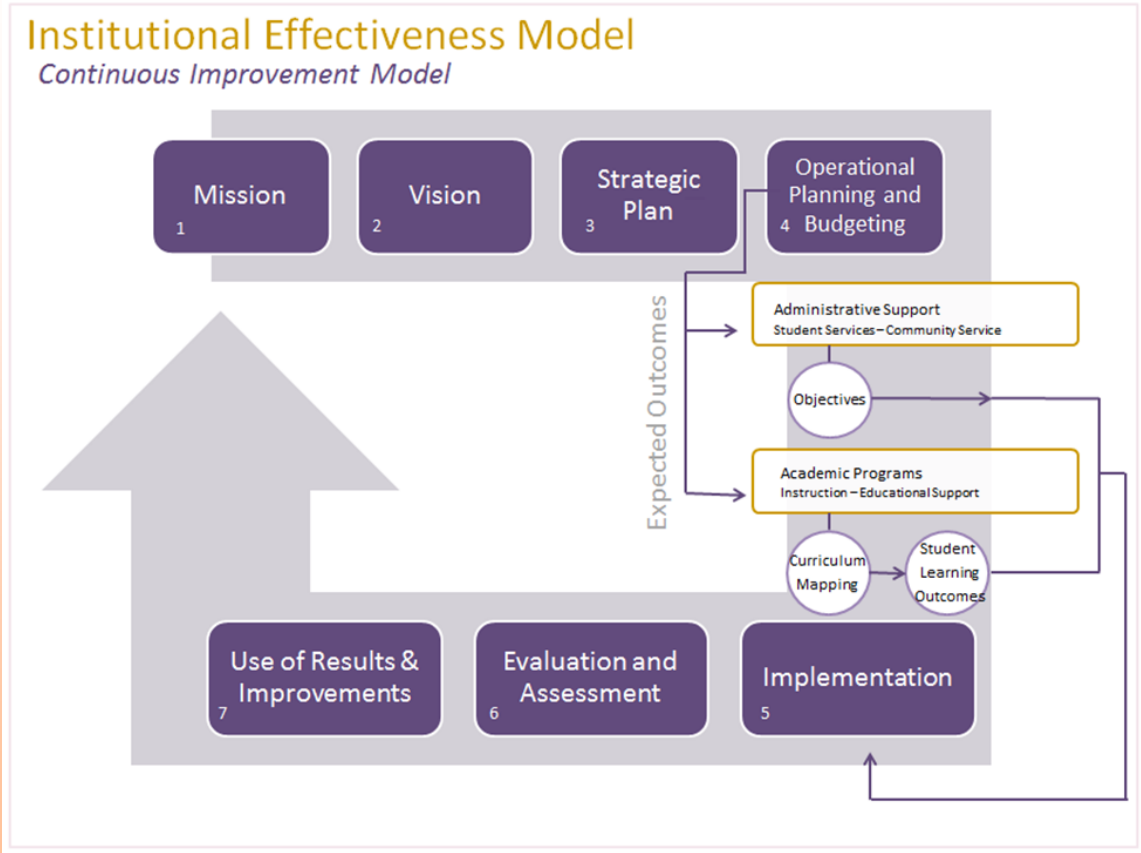 Institutional Effectiveness Model
Continuous Improvement Model
Mission
1
Vision
2
Strategic
Plan
3
Operational
Planning and
Budgeting
4
Expected Outcomes
Administrative Support
Student Services – Community Service
Objectives
Academic Programs
Instruction – Educational Support
Curriculum
Mapping
Student
Learning
Outcomes
Use of Results &
Improvements
7
Evaluation and
Assessment
6
Implementation
5